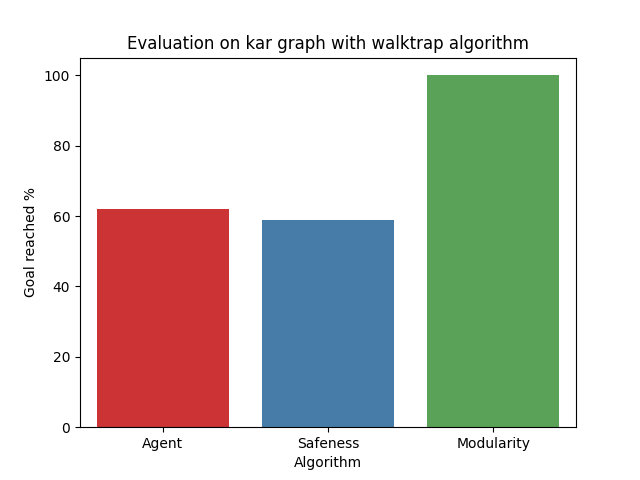 Evaluation on kar graph with walktrap algorithm
100
80
60
40
20
0
Goal reached %
Agent
Safeness
Modularity
Algorithm